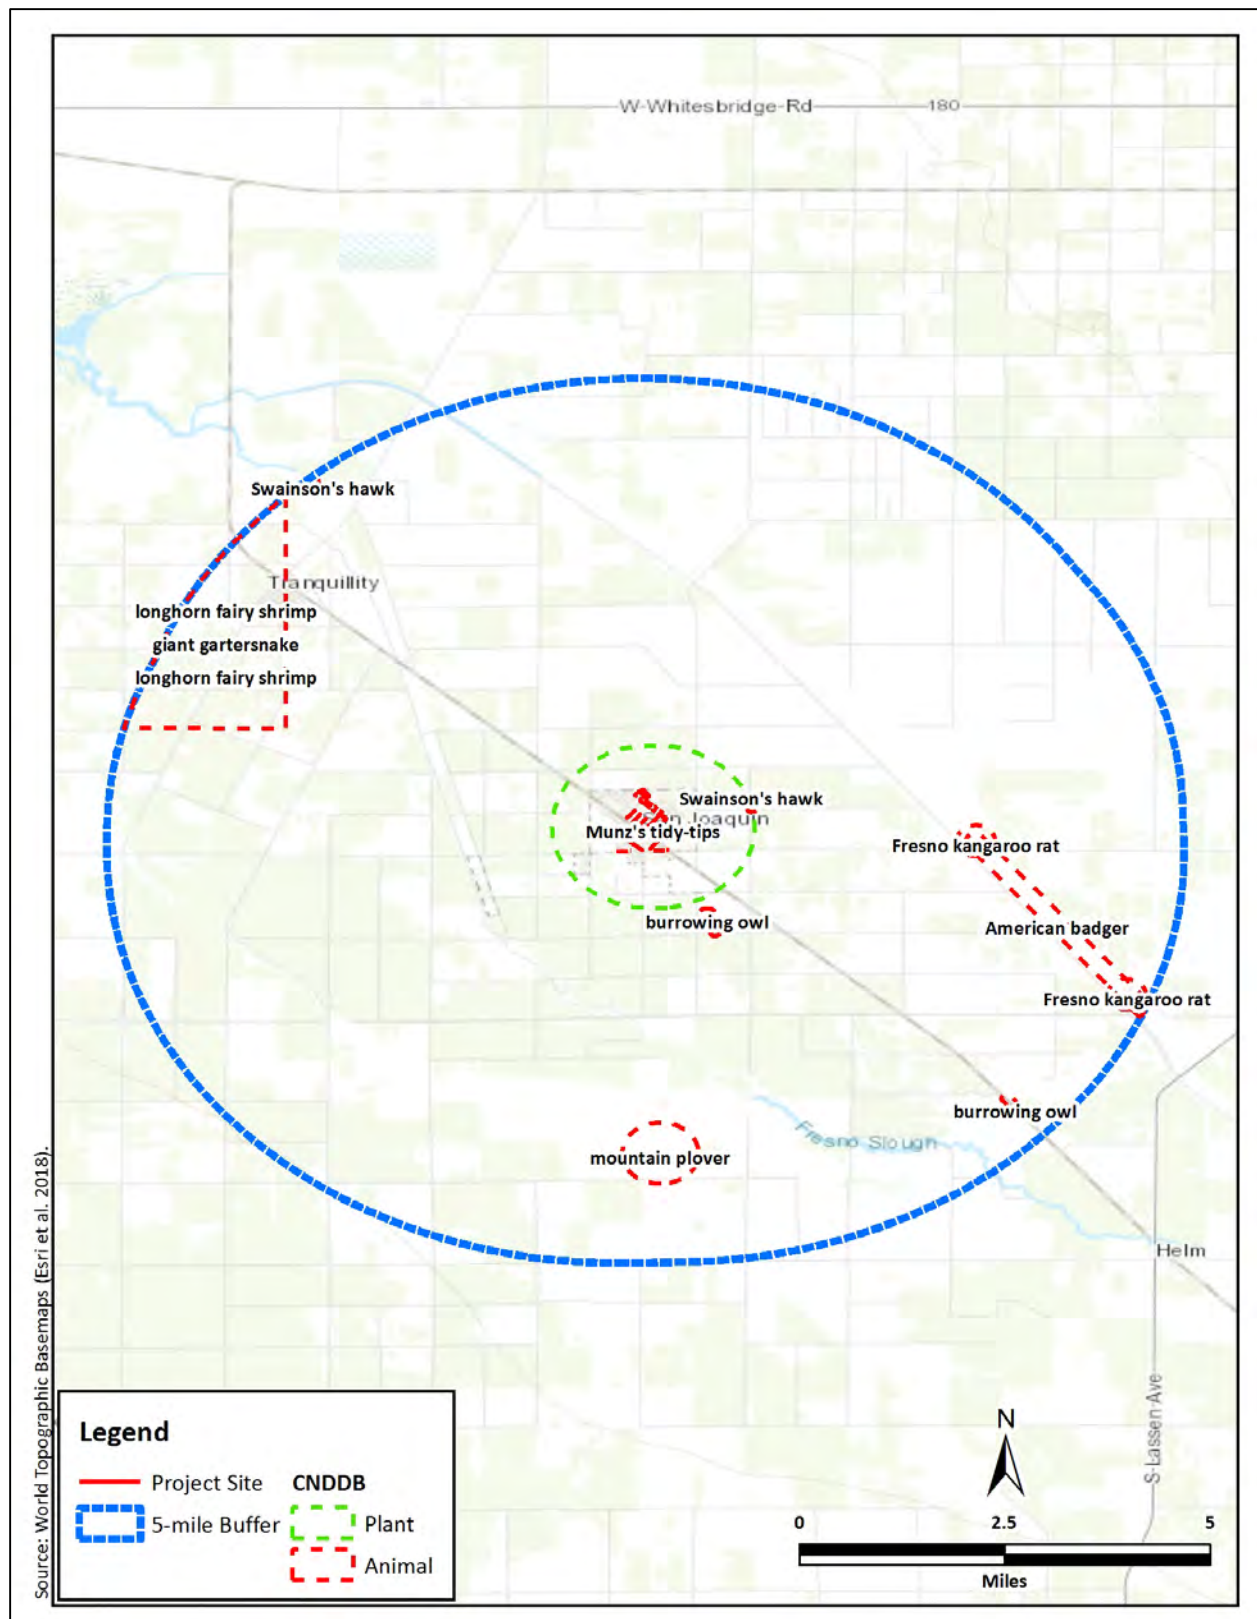 W-Whitesbridge-Rd
180
Swainson's hawk
Tranquillity
longhorn fairy shrimp
giant gartersnake
longhorn fairy shrimp
Swainson's hawk
Joaquin
Munz's tidy-tips
Fresno kangaroo rat
burrowing owl
American badger
Fresno kangaroo rat
burrowing owl
Fresno Slough
mountain plover
Helm
S-Lassen-Ave
Source: World Topographic Basemaps (Esri et al. 2018).
Legend
Project Site
5-mile Buffer
CNDDB
Plant
Animal
N
0 2.5 5
Miles